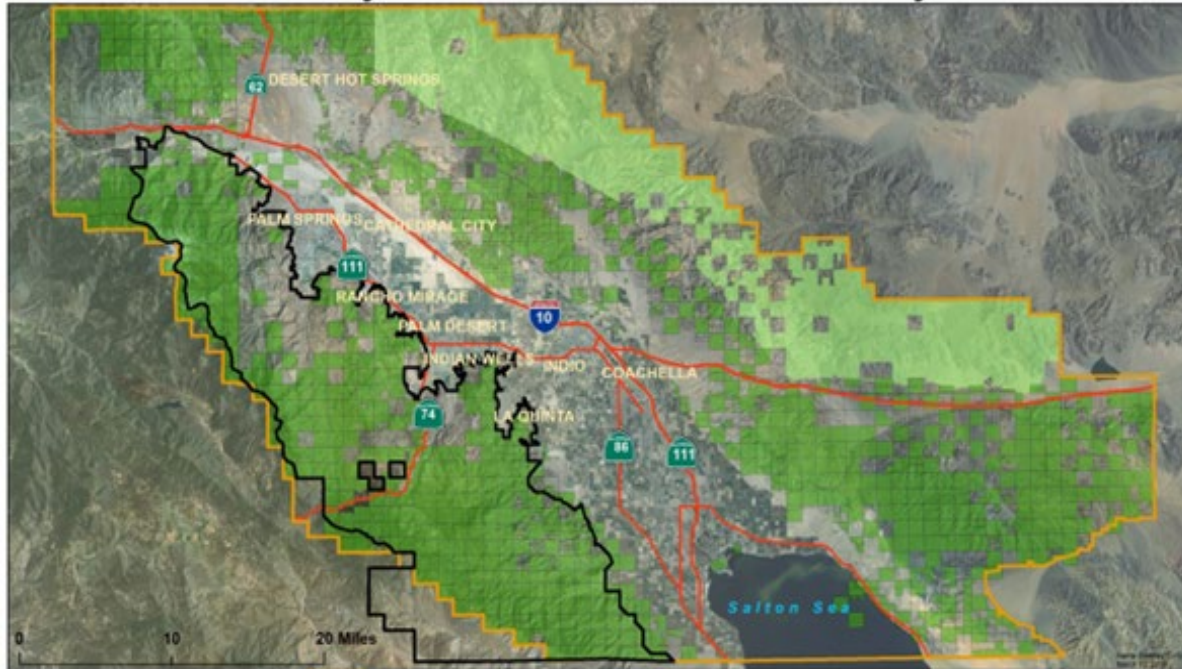 62
DESERT HOT SPRINGS
PALM SPRINGS
CATHEDRAL CITY
111
RANCHO MIRAGE
10
PALM DESERT
INDIAN WELLS
INDIO
COACHELLA
74
LA QUINTA
86
111
Salton Sea
0 10 20 Miles